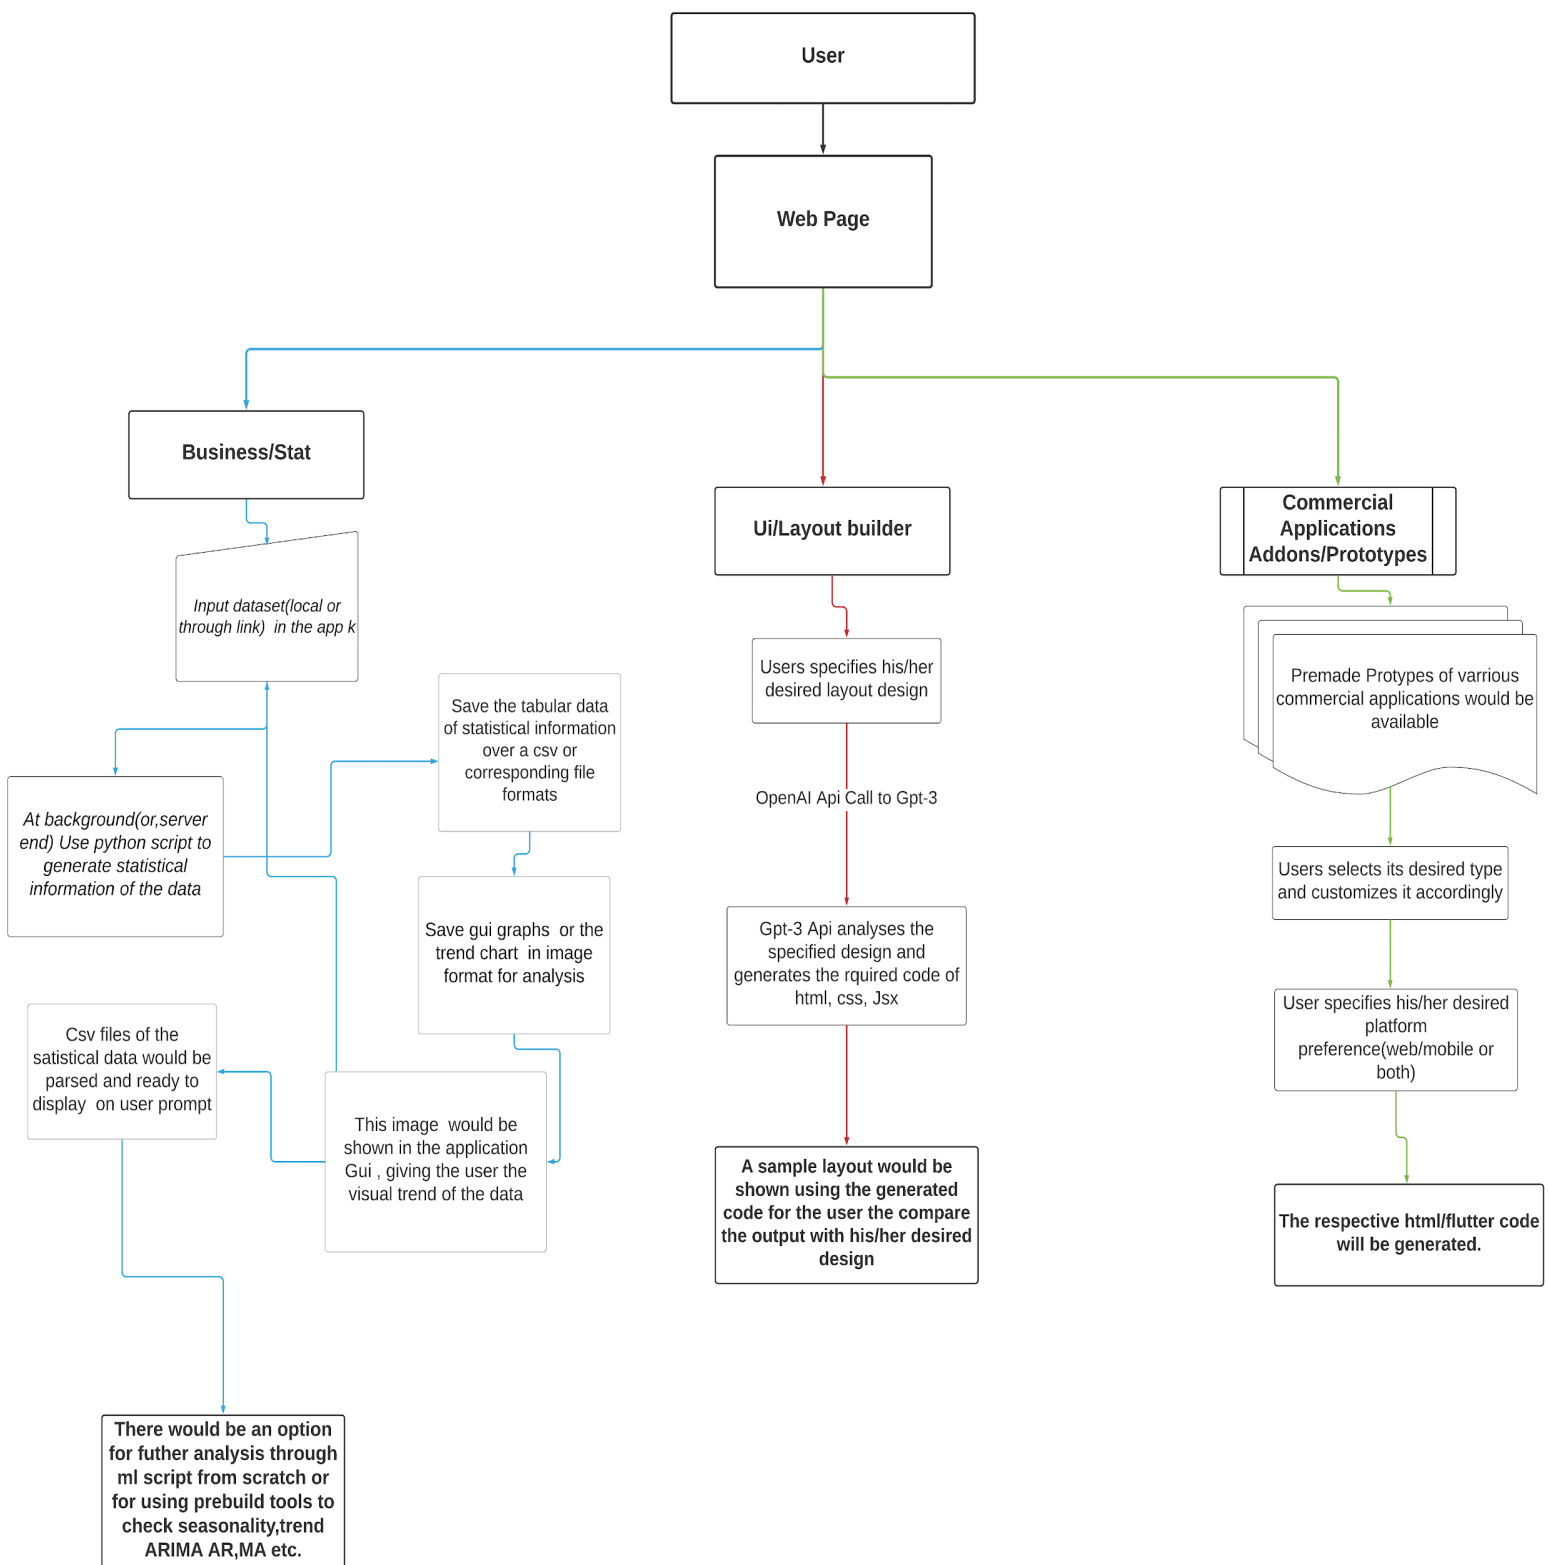 User
Web Page
Business/Stat
Input dataset(local or
through link)  in the app k
At background(or,server
end) Use python script to
generate statistical
information of the data
Save the tabular data
of statistical information
over a csv or
corresponding file
formats
Save gui graphs  or the
trend chart  in image
format for analysis
This image  would be
shown in the application
Gui , giving the user the
visual trend of the data
Csv files of the
satistical data would be
parsed and ready to
display  on user prompt
There would be an option
for futher analysis through
ml script from scratch or
for using prebuild tools to
check seasonality,trend
ARIMA AR,MA etc.
Ui/Layout builder
Users specifies his/her
desired layout design
OpenAI Api Call to Gpt-3
Gpt-3 Api analyses the
specified design and
generates the rquired code of
html, css, Jsx
A sample layout would be
shown using the generated
code for the user the compare
the output with his/her desired
design
Commercial
Applications
Addons/Prototypes
Premade Protypes of varrious
commercial applications would be
available
Users selects its desired type
and customizes it accordingly
User specifies his/her desired
platform
preference(web/mobile or
both)
The respective html/flutter code
will be generated.